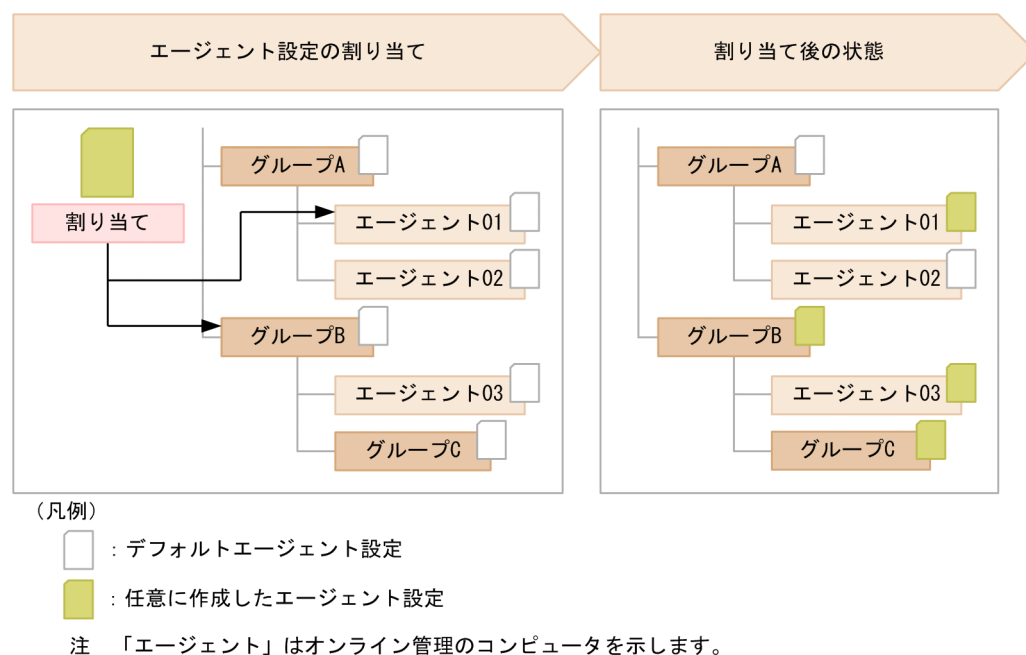 エージェント設定の割り当て
割り当て後の状態
割り当て
グループA
エージェント01
エージェント02
グループB
エージェント03
グループC
グループA
エージェント01
エージェント02
グループB
エージェント03
グループC
（凡例）
：デフォルトエージェント設定
：任意に作成したエージェント設定
注　「エージェント」はオンライン管理のコンピュータを示します。